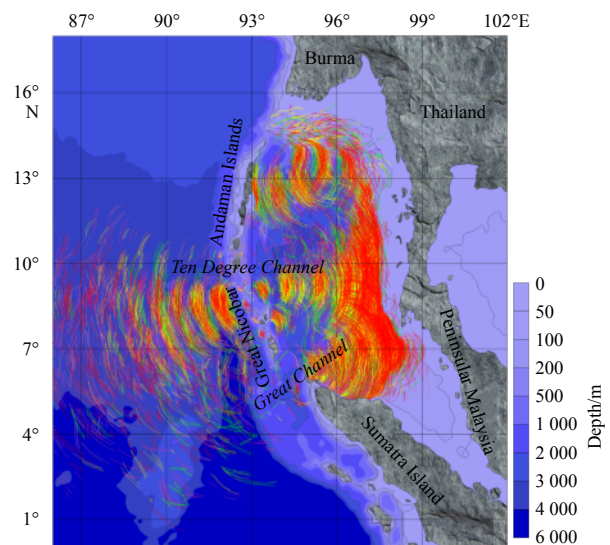 87° 90° 93° 96° 99° 102°E
Burma
16°
N
Thailand
13°
Andaman Islands
10°
Ten Degree Channel
7°
Great Nicobar
Great Channel
Peninsular Malaysia
4°
Sumatra Island
1°
0
50
100
200
500
1 000
2 000
3 000
4 000
6 000
Depth/m